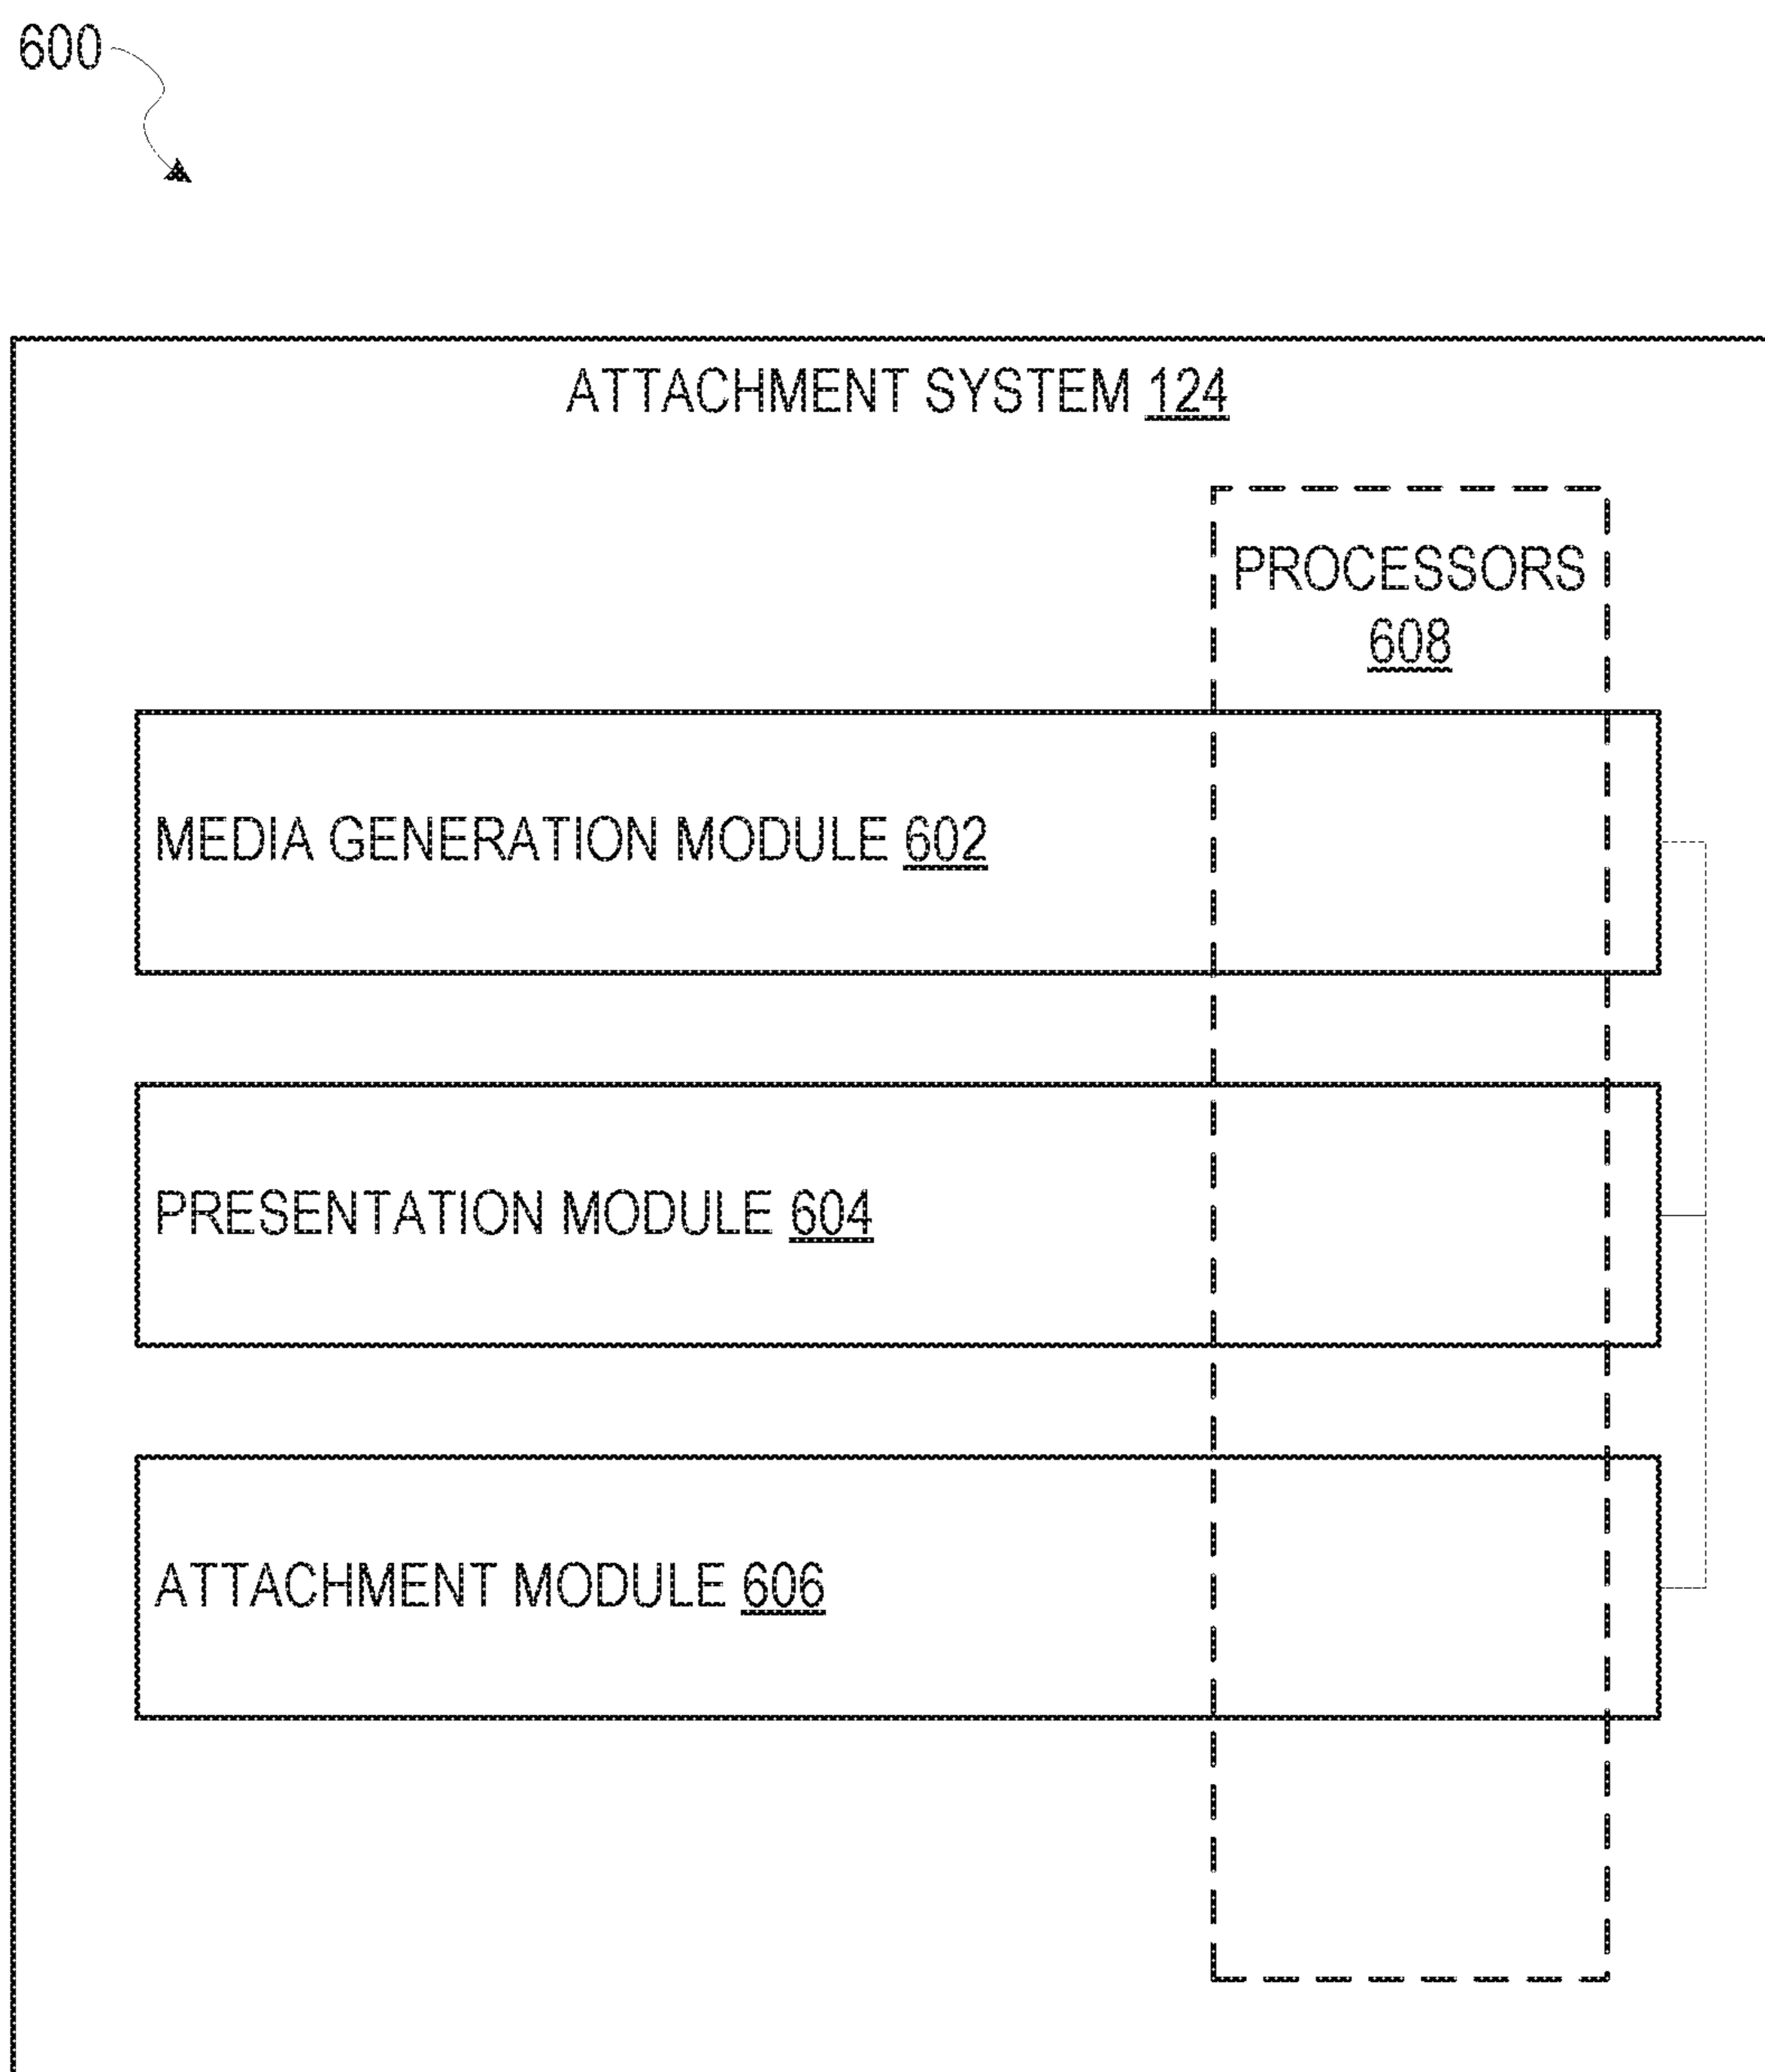 600
ATTACHMENT SYSTEM 124
PROCESSORS
608
MEDIA GENERATION MODULE 602
PRESENTATION MODULE 604
ATTACHMENT MODULE 606